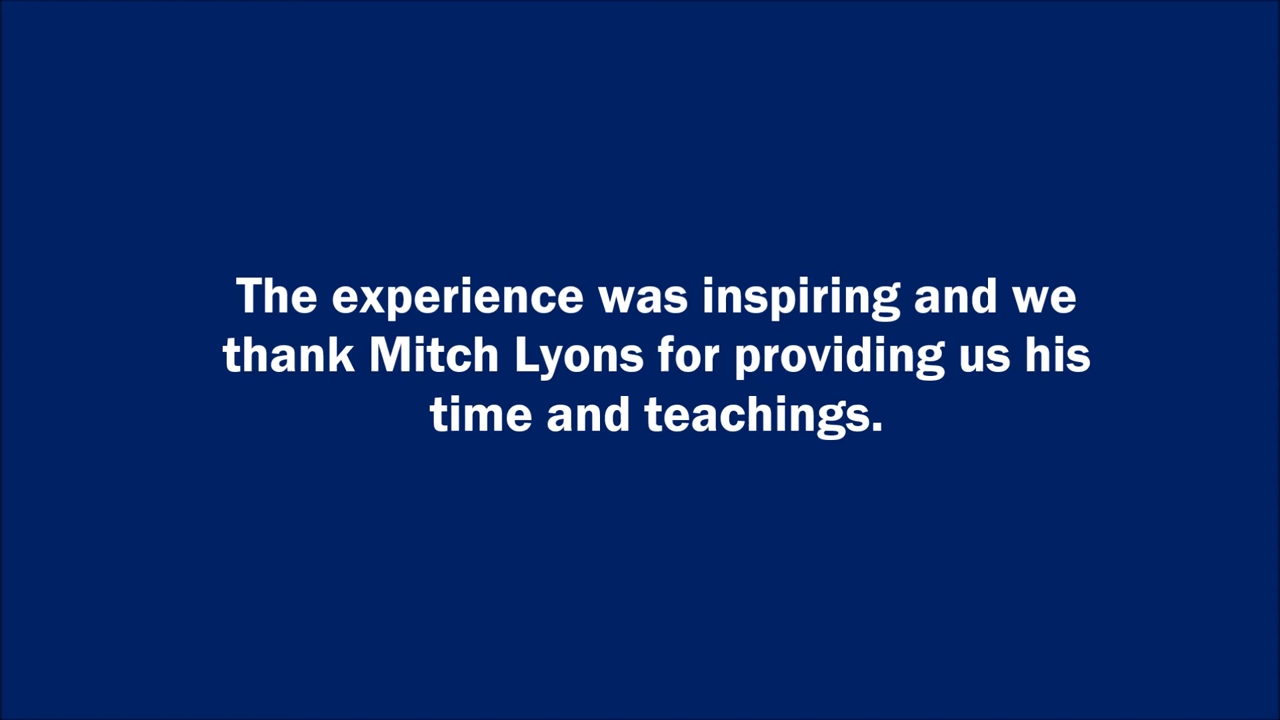 The experience was inspiring and we
thank Mitch Lyons for providing us his
time and teachings.